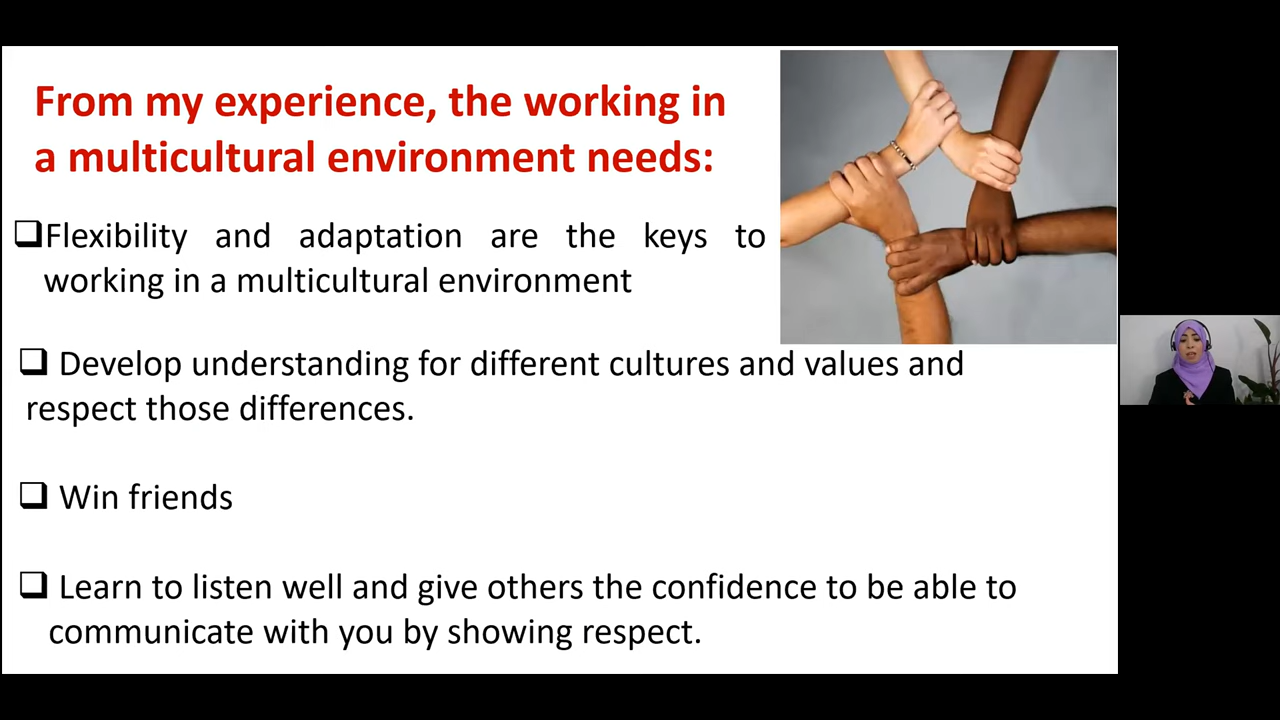 From my experience, the working in
a multicultural environment needs:
❑Flexibility and adaptation are the keys to
working in a multicultural environment
❑ Develop understanding for different cultures and values and
respect those differences.
❑ Win friends
❑ Learn to listen well and give others the confidence to be able to
communicate with you by showing respect.